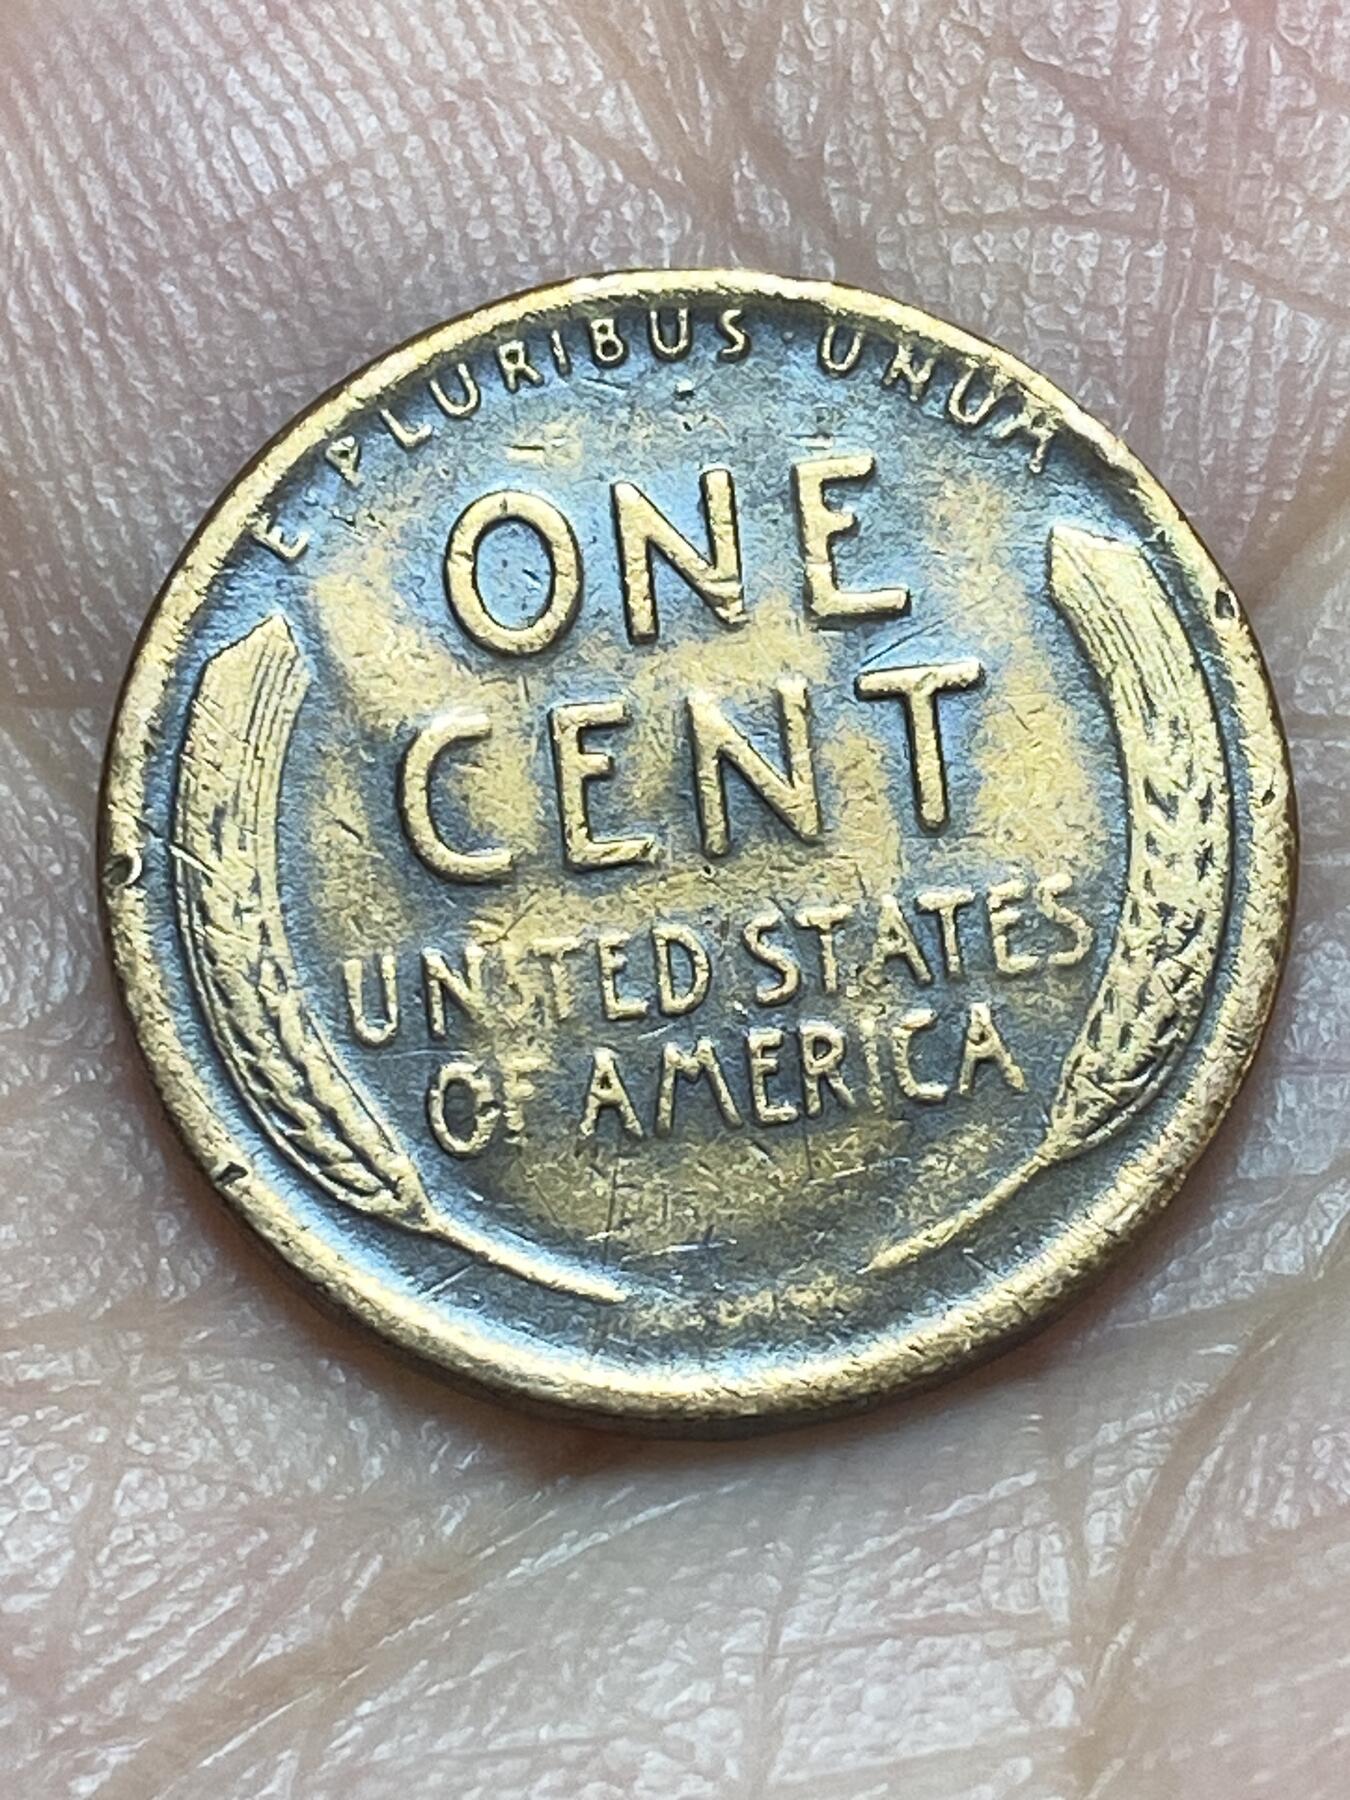 E PLURIBUS · UNUM
ONE
CENT
UNITED STATES
OF AMERICA